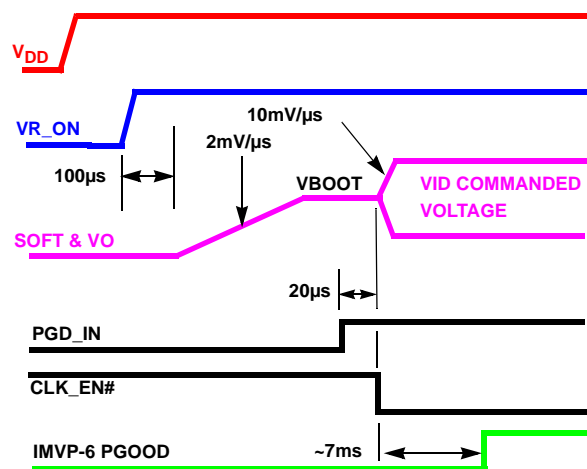 VDD
VR_ON
10mV/µs
2mV/µs
100µs
VBOOT
VID COMMANDED
VOLTAGE
SOFT & VO
20µs
PGD_IN
CLK_EN#
IMVP-6 PGOOD
~7ms